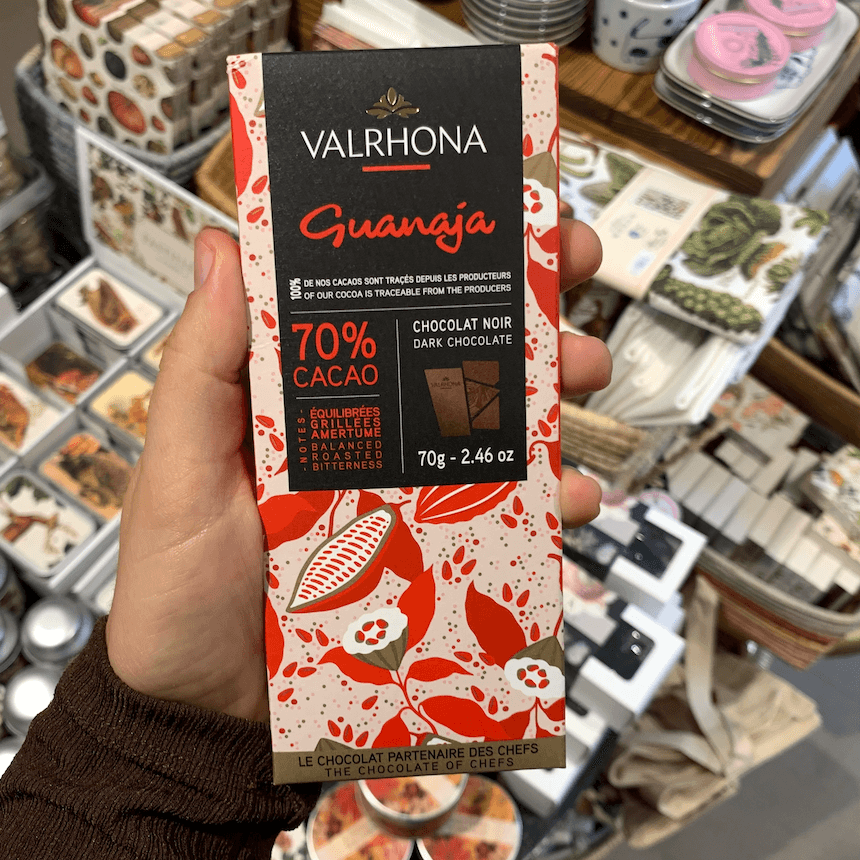 VALRHONA
Guanaja
100% DE NOS CACAOS SONT TRAÇÉS DEPUIS LES PRODUCTEURS
OF OUR COCOA IS TRACEABLE FROM THE PRODUCERS
70%
CACAO
CHOCOLAT NOIR
DARK CHOCOLATE
VALRHONA
- NOTES -
ÉQUILIBRÉES
GRILLÉES
AMERTUME
BALANCED
ROASTED
BITTERNESS
70g - 2.46 oz
LE CHOCOLAT PARTENAIRE DES CHEFS
THE CHOCOLATE OF CHEFS